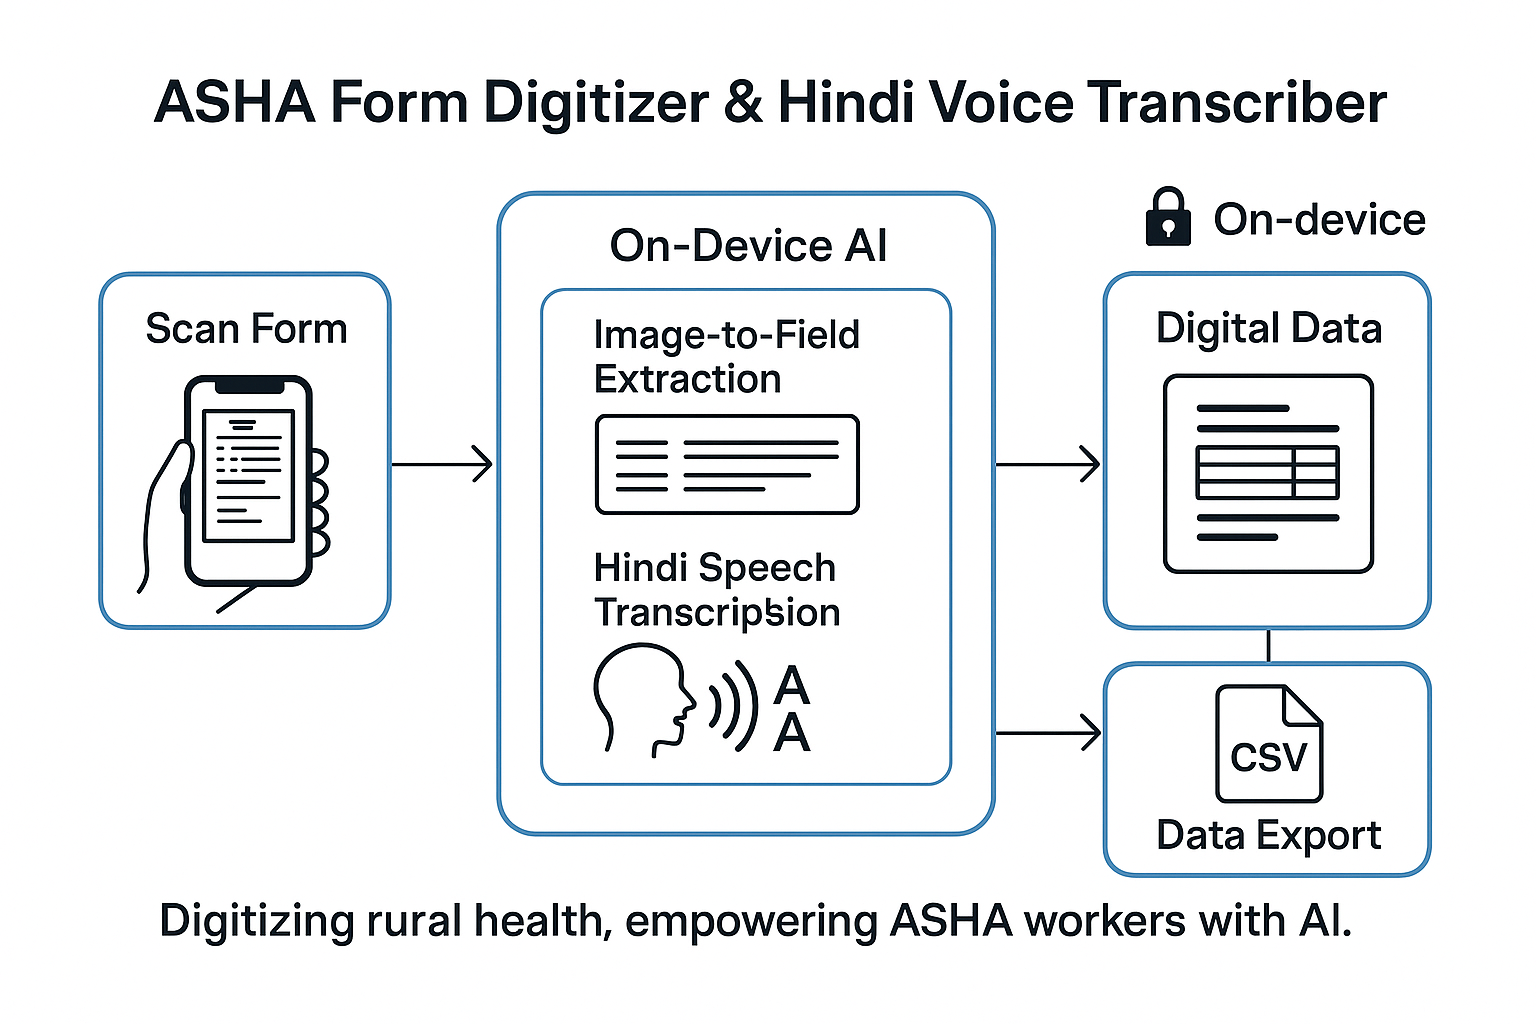 ASHA Form Digitizer & Hindi Voice Transcriber
Scan Form
On-Device AI
Image-to-Field
Extraction
Hindi Speech
A
A
On-device
Digital Data
CSV
Data Export
Digitizing rural health, empowering ASHA workers with AI.